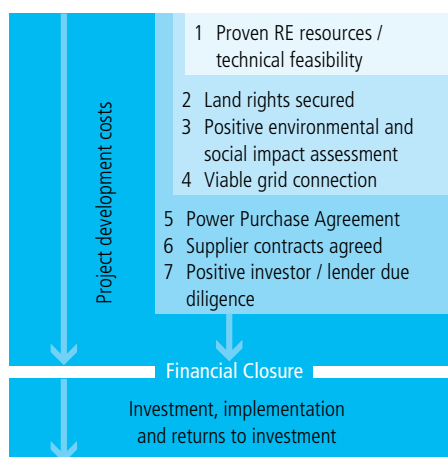 Project development costs
1 Proven RE resources /
technical feasibility
2 Land rights secured
3 Positive environmental and
social impact assessment
4 Viable grid connection
5 Power Purchase Agreement
6 Supplier contracts agreed
7 Positive investor / lender due
diligence
Financial Closure
Investment, implementation
and returns to investment